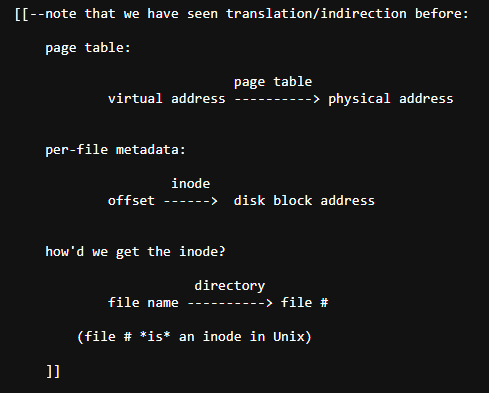 [[--note that we have seen translation/indirection before:
page table:
page table
virtual address ----------> physical address
per-file metadata:
inode
offset ------> disk block address
how'd we get the inode?
directory
file name ----------> file #
(file # *is* an inode in Unix)
]]